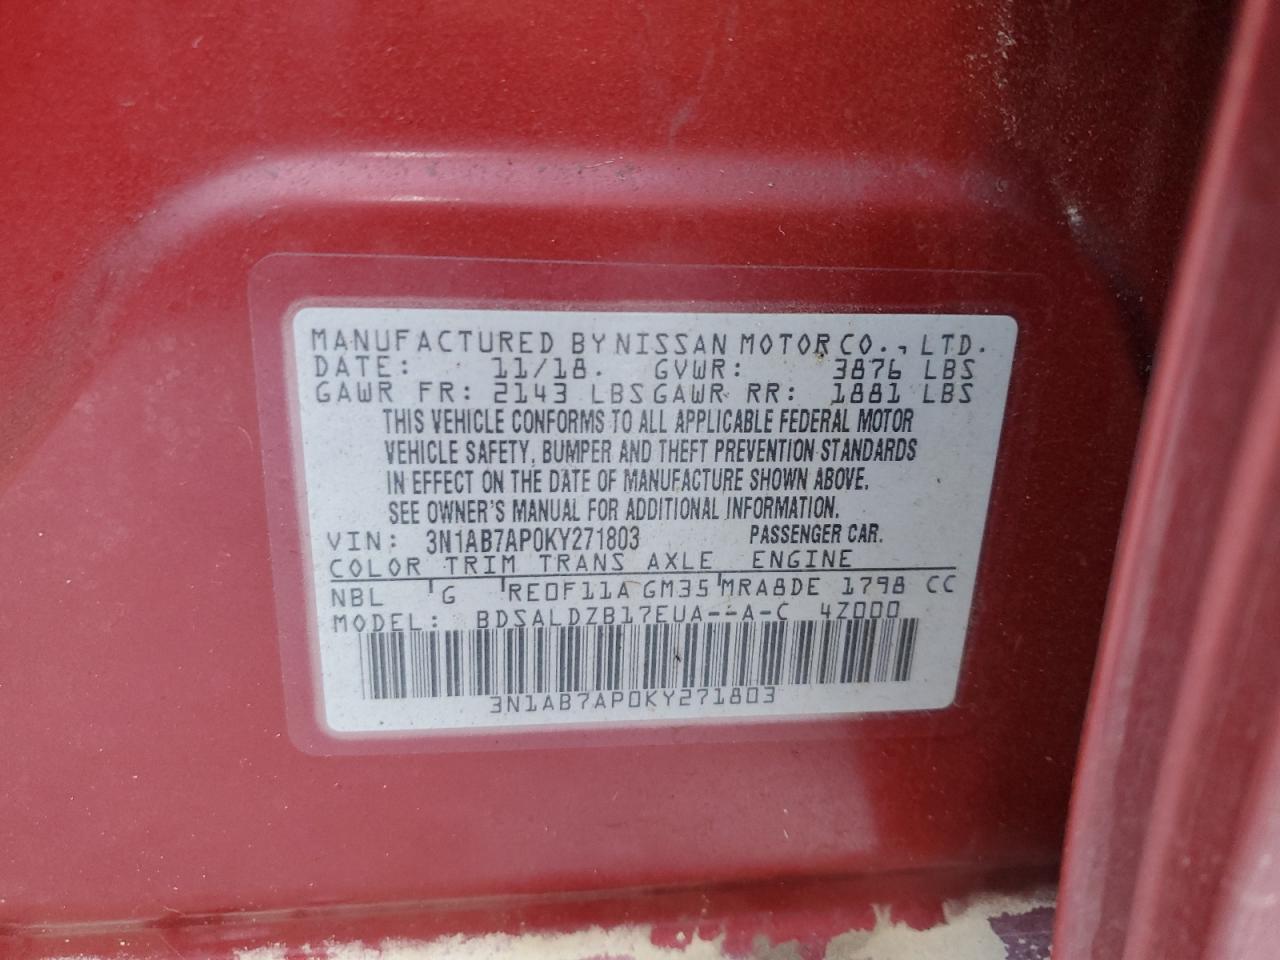 MANUFACTURED BY NISSAN MOTOR CO., LTD.
DATE: 11/18. GVWR: 3876 LBS
GAWR FR: 2143 LBS GAWR RR: 1881 LBS
THIS VEHICLE CONFORMS TO ALL APPLICABLE FEDERAL MOTOR
VEHICLE SAFETY, BUMPER AND THEFT PREVENTION STANDARDS
IN EFFECT ON THE DATE OF MANUFACTURE SHOWN ABOVE.
SEE OWNER'S MANUAL FOR ADDITIONAL INFORMATION.
VIN: 3N1AB7AP0KY271803 PASSENGER CAR.
COLOR TRIM TRANS AXLE ENGINE
NBL G RE0F11A GM35 MRA8DE 1798 CC
MODEL: BDSALDZB17EUA--A-C 4Z000
3N1AB7AP0KY271803